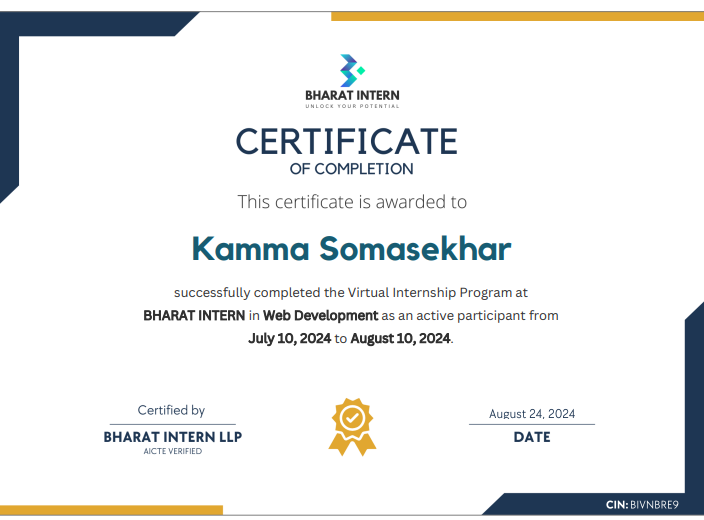 BHARAT INTERN
UNLOCK YOUR POTENTIAL
CERTIFICATE
OF COMPLETION
This certificate is awarded to
Kamma Somasekhar
successfully completed the Virtual Internship Program at
BHARAT INTERN in Web Development as an active participant from
July 10, 2024 to August 10, 2024.
Certified by
BHARAT INTERN LLP
AICTE VERIFIED
August 24, 2024
DATE
CIN: BIVNBRE9